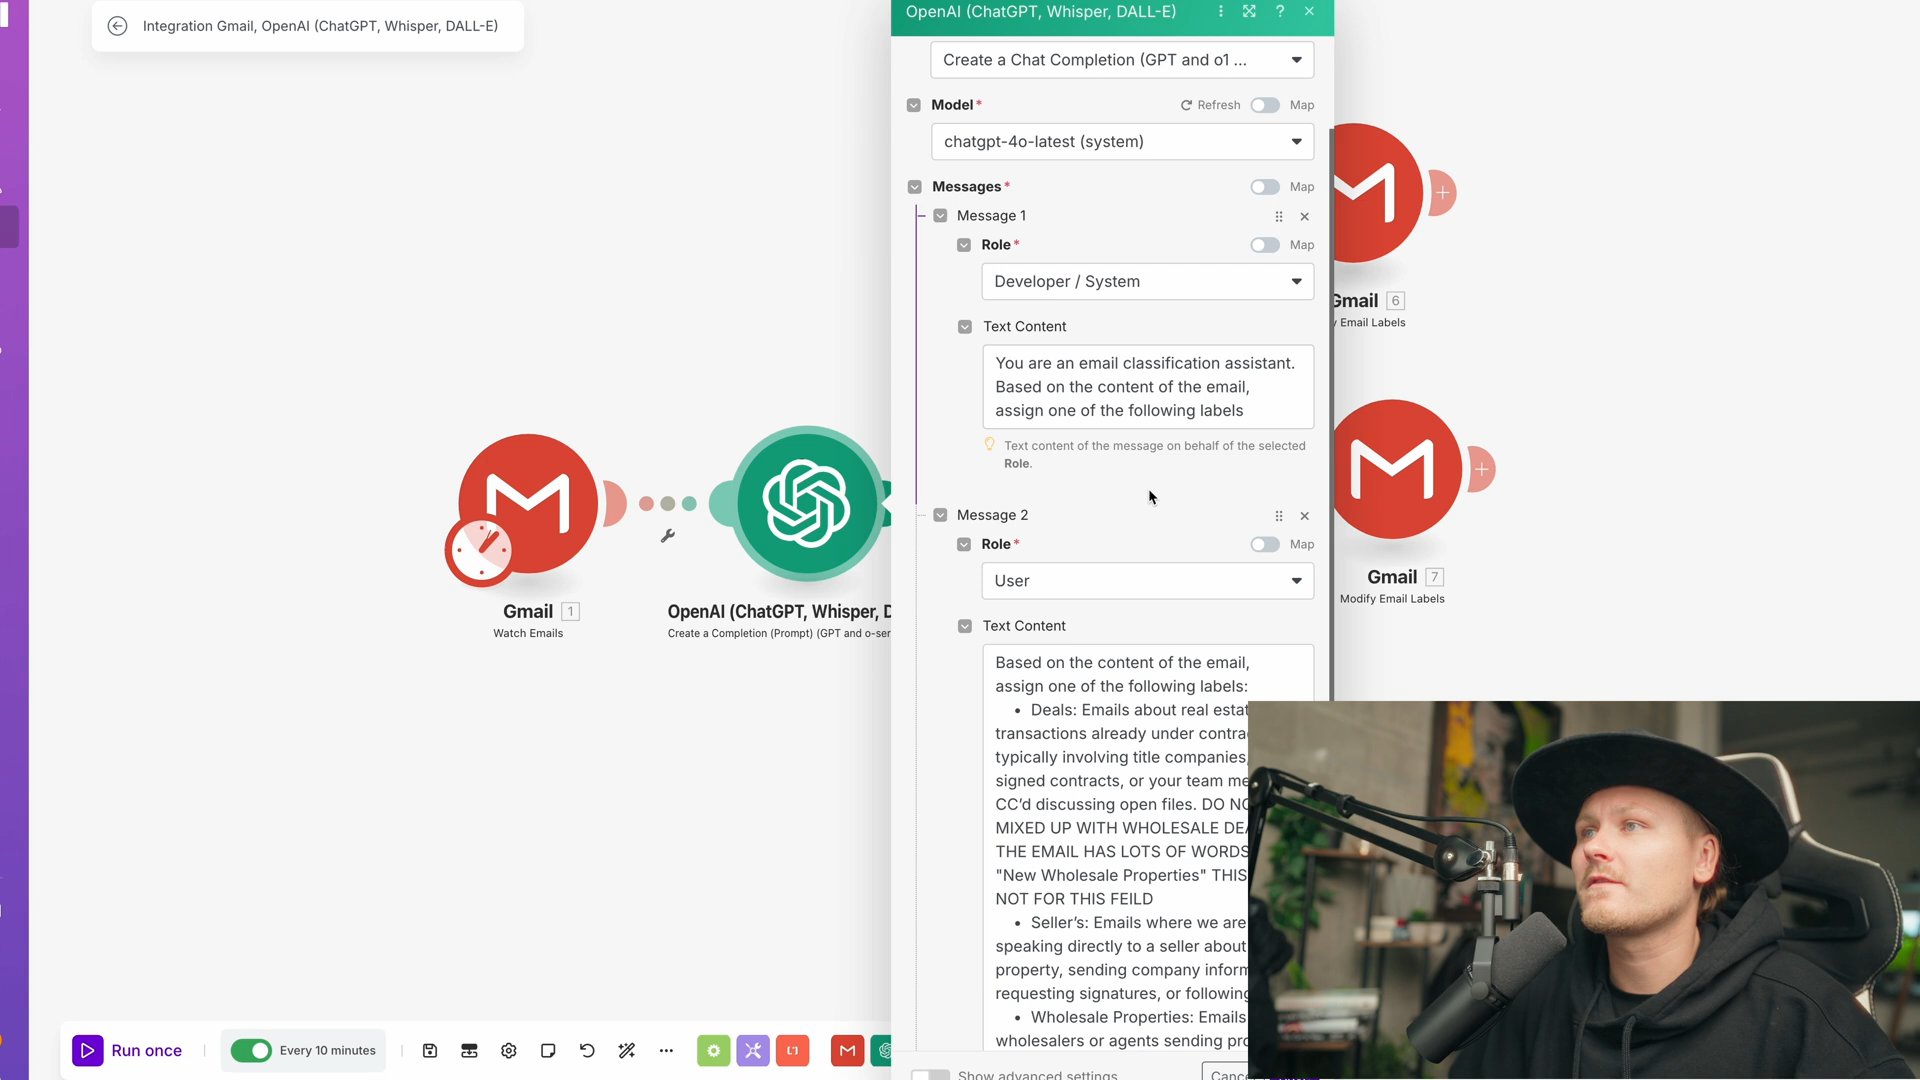 Integration Gmail, OpenAI (ChatGPT, Whisper, DALL-E)
OpenAI (ChatGPT, Whisper, DALL-E)
?
Create a Chat Completion (GPT and o1 ...
Model*
Refresh
Map
chatgpt-4o-latest (system)
Messages*
Map
Message 1
Role*
Map
Developer / System
Text Content
You are an email classification assistant.
Based on the content of the email,
assign one of the following labels
Text content of the message on behalf of the selected
Role.
Message 2
Role*
Map
User
Text Content
Based on the content of the email,
assign one of the following labels:
• Deals: Emails about real estat
transactions already under contra
typically involving title companies,
signed contracts, or your team me
CC'd discussing open files. DO NO
MIXED UP WITH WHOLESALE DEA
THE EMAIL HAS LOTS OF WORDS
"New Wholesale Properties" THIS
NOT FOR THIS FEILD
• Seller's: Emails where we are
speaking directly to a seller about
property, sending company inform
requesting signatures, or following
• Wholesale Properties: Emails
wholesalers or agents sending pro
Show advanced settings
Cance
Gmail 1
Watch Emails
OpenAI (ChatGPT, Whisper, D
Create a Completion (Prompt) (GPT and o-ser
Gmail 6
y Email Labels
Gmail 7
Modify Email Labels
Run once
Every 10 minutes